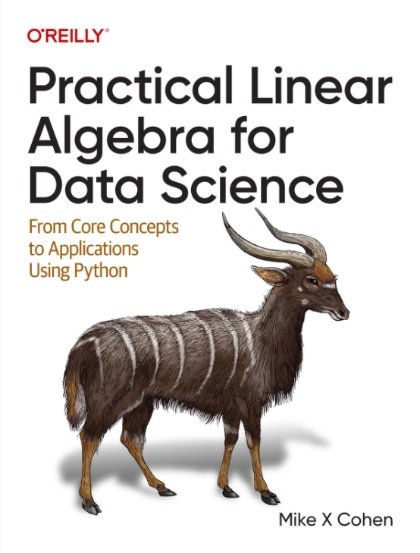 O'REILLY®
Practical Linear
Algebra for
Data Science
From Core Concepts
to Applications
Using Python
Mike X Cohen